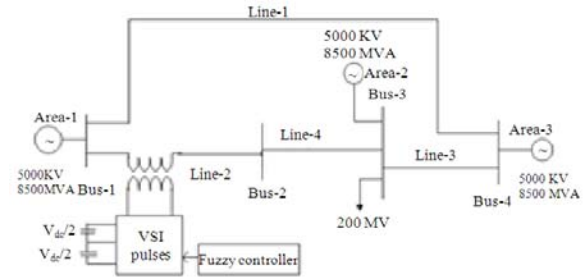 Line-1
5000 KV
8500 MVA
Area-2
Bus-3
Area-1
Line-4
Area-3
5000KV
8500MVA
Bus-1
Line-2
Bus-2
Line-3
5000 KV
8500 MVA
Bus-4
200 MV
Vdc/2
Vdc/2
VSI
pulses
Fuzzy controller
~
~
~